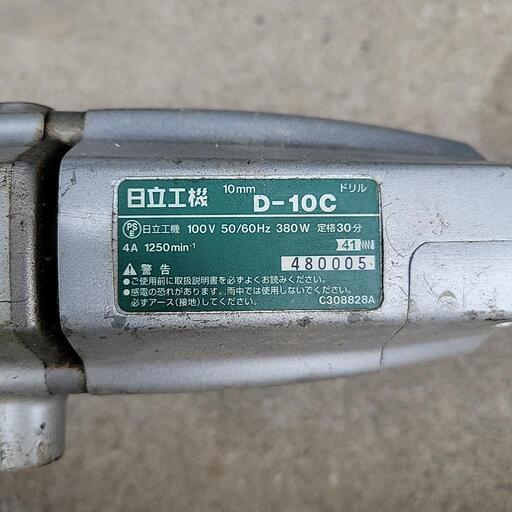 日立工機 10mm D-10C ドリル
PS E 日立工機 100V 50/60Hz 380W 定格30分
4A 1250min⁻¹ 41
480005
警告
●ご使用前に取扱説明書を必ずよくお読みください。
●感電の恐れがあります。雨中では使用しないでください。
必ずアース(接地)してください。 C308828A